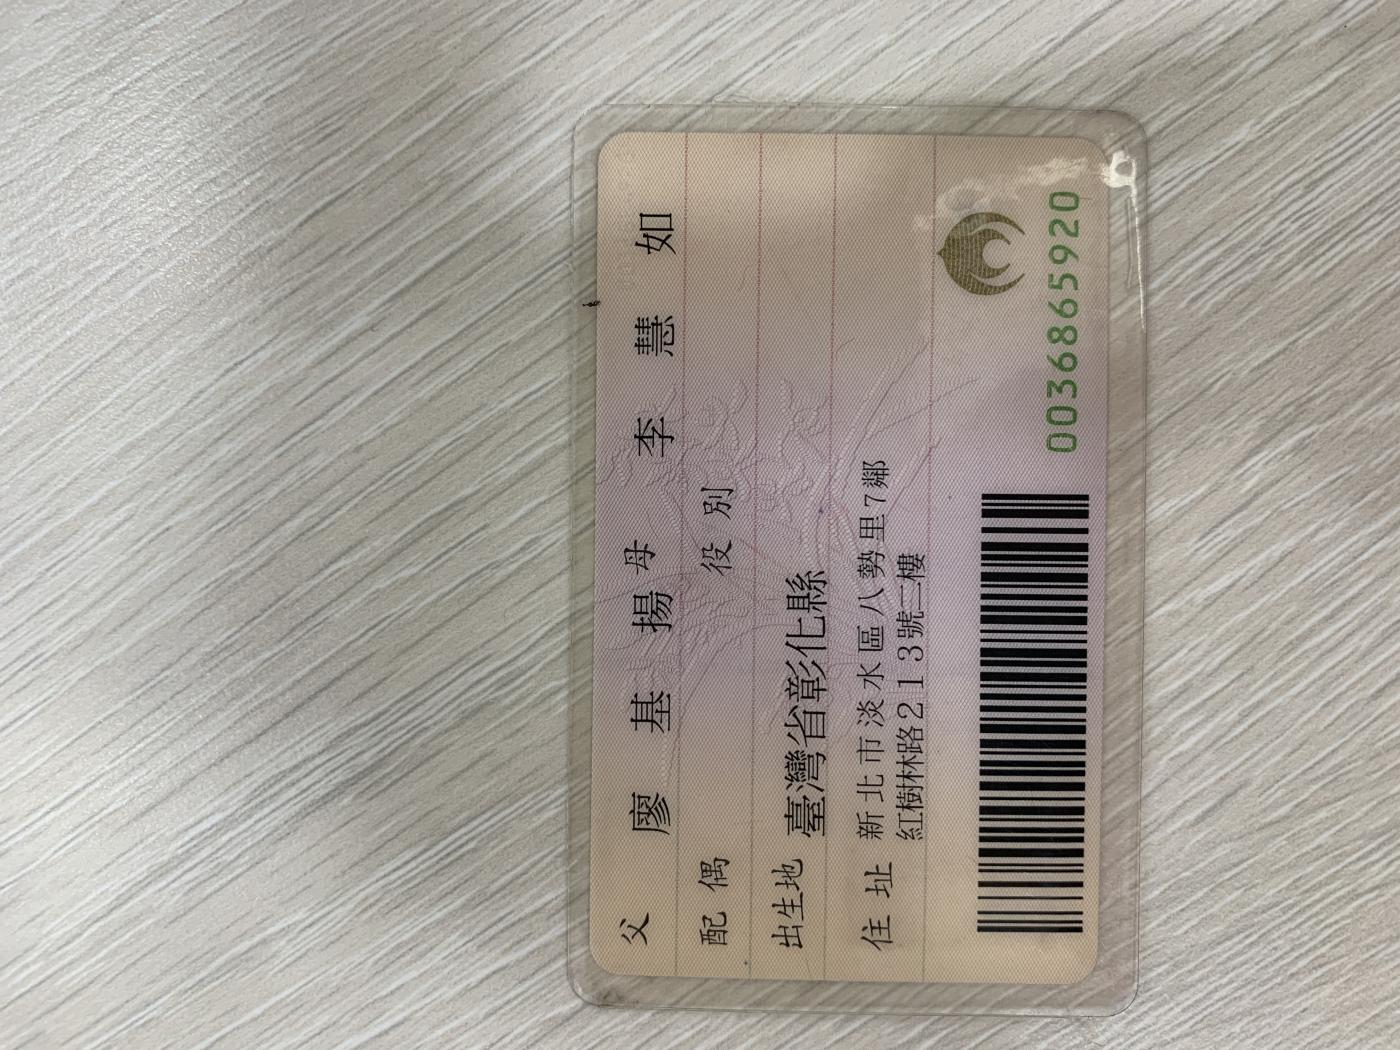 父 廖基揚 母 李慧如
配偶 役別
出生地 臺灣省彰化縣
住址 新北市淡水區八勢里7鄰
紅樹林路213號二樓
0036865920